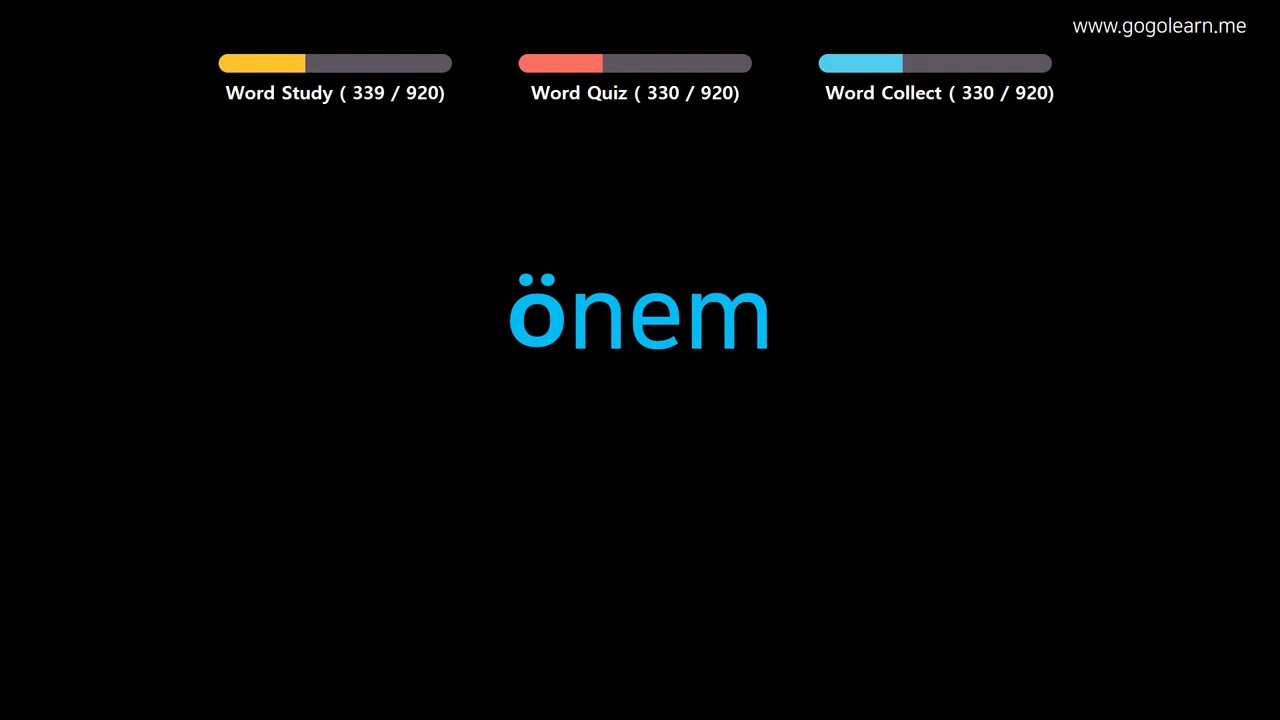 www.gogolearn.me
Word Study ( 339 / 920)
Word Quiz ( 330 / 920)
Word Collect ( 330 / 920)
önem